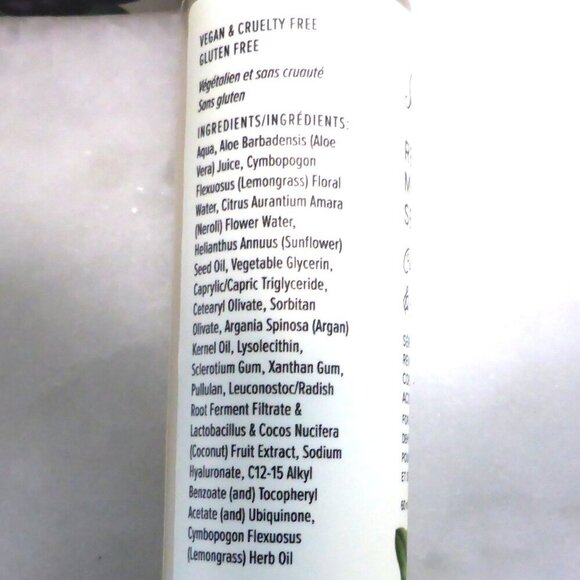 VEGAN & CRUELTY FREE
GLUTEN FREE
Végétalien et sans cruauté
Sans gluten
INGREDIENTS/INGRÉDIENTS:
Aqua, Aloe Barbadensis (Aloe
Vera) Juice, Cymbopogon
Flexuosus (Lemongrass) Floral
Water, Citrus Aurantium Amara
(Neroli) Flower Water,
Helianthus Annuus (Sunflower)
Seed Oil, Vegetable Glycerin,
Caprylic/Capric Triglyceride,
Cetearyl Olivate, Sorbitan
Olivate, Argania Spinosa (Argan)
Kernel Oil, Lysolecithin,
Sclerotium Gum, Xanthan Gum,
Pullulan, Leuconostoc/Radish
Root Ferment Filtrate &
Lactobacillus & Cocos Nucifera
(Coconut) Fruit Extract, Sodium
Hyaluronate, C12-15 Alkyl
Benzoate (and) Tocopheryl
Acetate (and) Ubiquinone,
Cymbopogon Flexuosus
(Lemongrass) Herb Oil